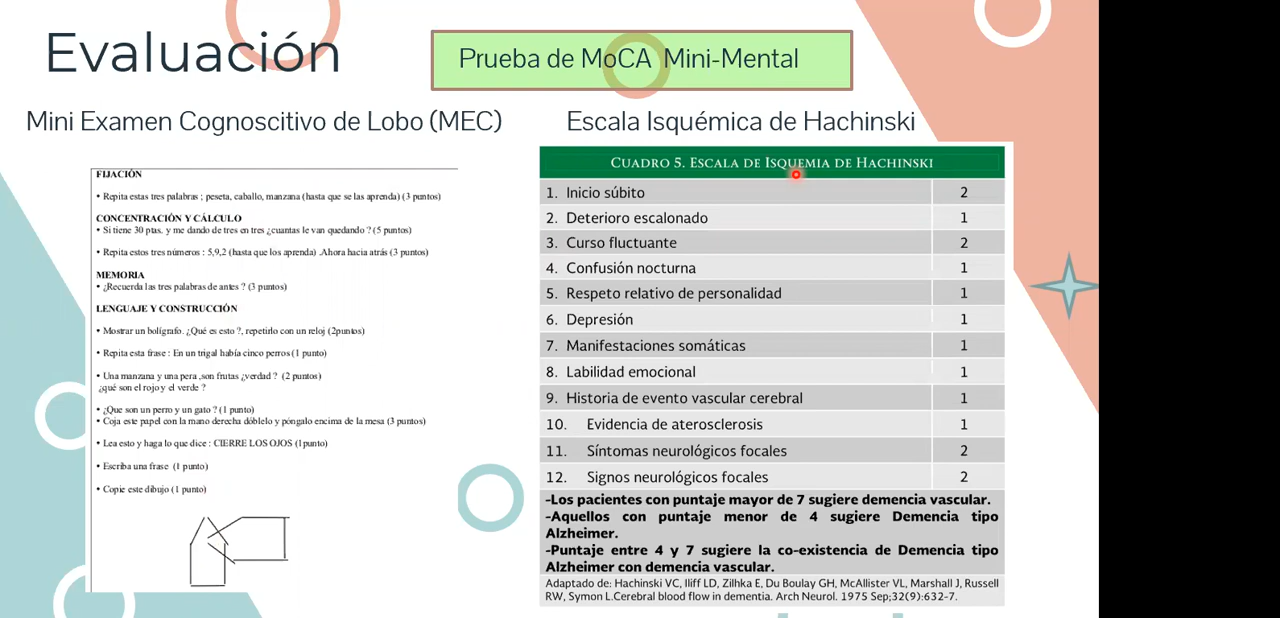 Evaluación
Prueba de MoCA Mini-Mental
Mini Examen Cognoscitivo de Lobo (MEC)
FIJACIÓN
• Repita estas tres palabras ; peseta, caballo, manzana (hasta que se las aprenda) (3 puntos)
CONCENTRACIÓN Y CÁLCULO
• Si tiene 30 ptas. y me dando de tres en tres ¿cuantas le van quedando ? (5 puntos)
• Repita estos tres números : 5,9,2 (hasta que los aprenda) .Ahora hacia atrás (3 puntos)
MEMORIA
• ¿Recuerda las tres palabras de antes ? (3 puntos)
LENGUAJE Y CONSTRUCCIÓN
• Mostrar un bolígrafo. ¿Qué es esto ?, repetirlo con un reloj (2puntos)
• Repita esta frase : En un trigal había cinco perros (1 punto)
• Una manzana y una pera ,son frutas ¿verdad ? (2 puntos)
¿qué son el rojo y el verde ?
• ¿Que son un perro y un gato ? (1 punto)
• Coja este papel con la mano derecha dóblelo y póngalo encima de la mesa (3 puntos)
• Lea esto y haga lo que dice : CIERRE LOS OJOS (1punto)
• Escriba una frase (1 punto)
• Copie este dibujo (1 punto)
Escala Isquémica de Hachinski
CUADRO 5. ESCALA DE ISQUEMIA DE HACHINSKI
1. Inicio súbito 2
2. Deterioro escalonado 1
3. Curso fluctuante 2
4. Confusión nocturna 1
5. Respeto relativo de personalidad 1
6. Depresión 1
7. Manifestaciones somáticas 1
8. Labilidad emocional 1
9. Historia de evento vascular cerebral 1
10. Evidencia de aterosclerosis 1
11. Síntomas neurológicos focales 2
12. Signos neurológicos focales 2
-Los pacientes con puntaje mayor de 7 sugiere demencia vascular.
-Aquellos con puntaje menor de 4 sugiere Demencia tipo
Alzheimer.
-Puntaje entre 4 y 7 sugiere la co-existencia de Demencia tipo
Alzheimer con demencia vascular.
Adaptado de: Hachinski VC, Iliff LD, Zilhka E, Du Boulay GH, McAllister VL, Marshall J, Russell
RW, Symon L.Cerebral blood flow in dementia. Arch Neurol. 1975 Sep;32(9):632-7.